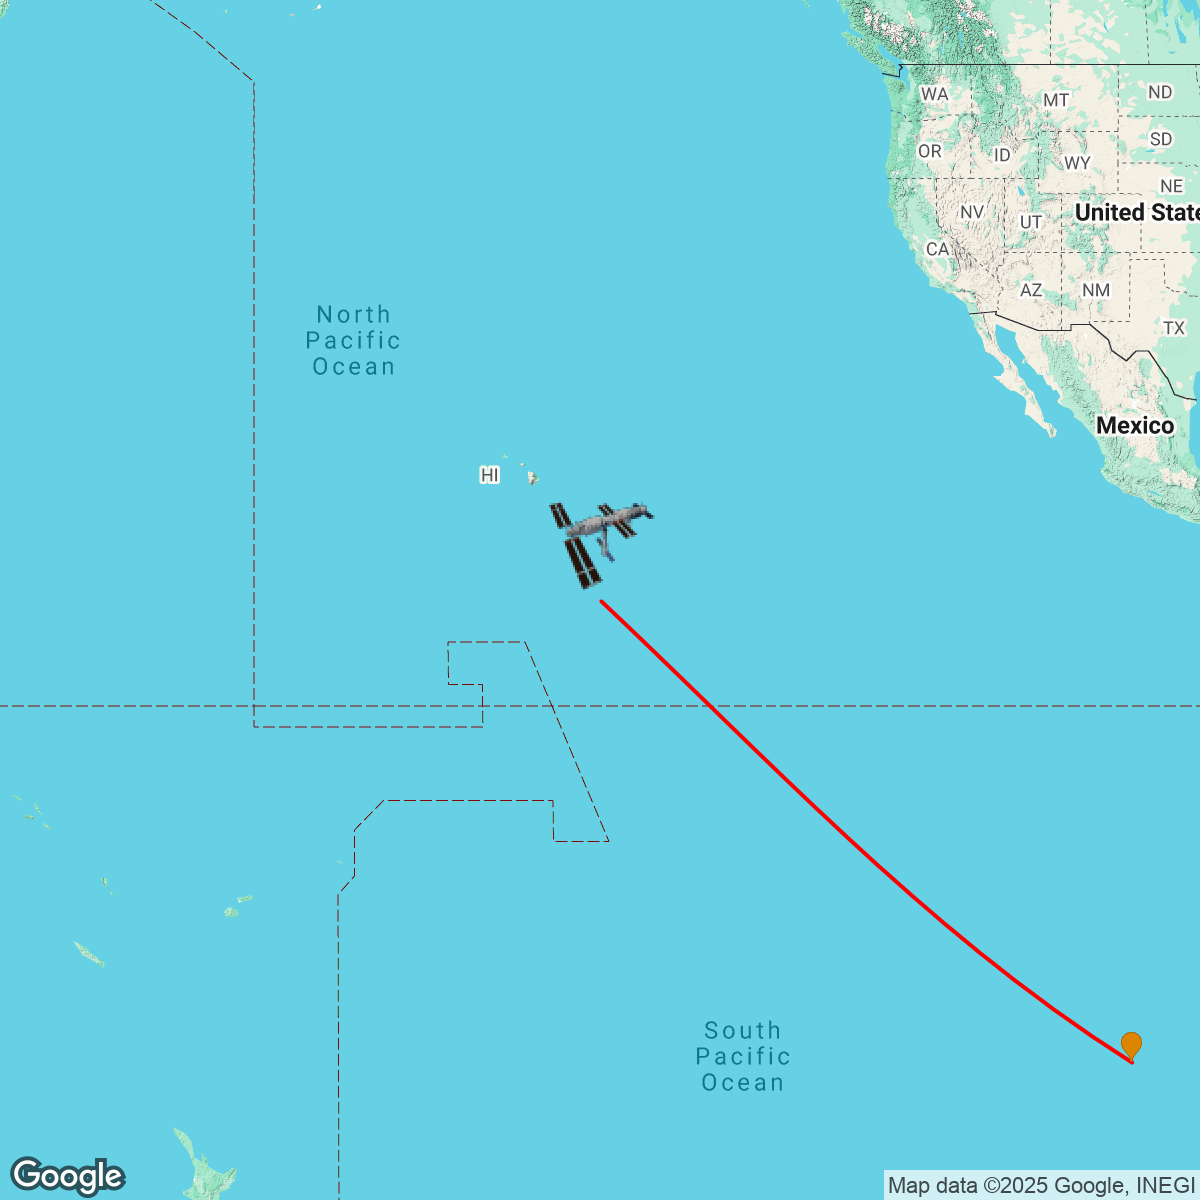 WA
MT
ND
OR
ID
SD
WY
NE
NV
UT
United State
CA
AZ
NM
TX
North
Pacific
Ocean
Mexico
HI
South
Pacific
Ocean
Google
Map data ©2025 Google, INEGI